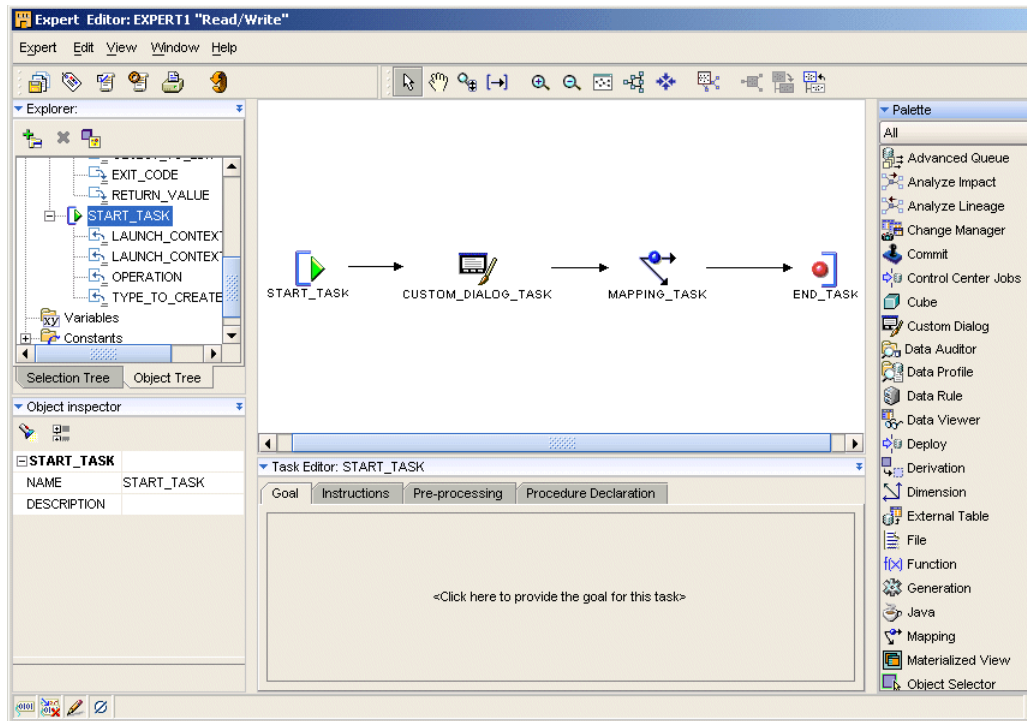 Expert Editor: EXPERT1 "Read/Write"
Expert Edit View Window Help
Explorer:
EXIT_CODE
RETURN_VALUE
START_TASK
LAUNCH_CONTEXT
LAUNCH_CONTEXT
OPERATION
TYPE_TO_CREATE
Variables
Constants
Selection Tree Object Tree
Object inspector
START_TASK
NAME START_TASK
DESCRIPTION
START_TASK CUSTOM_DIALOG_TASK MAPPING_TASK END_TASK
Task Editor: START_TASK
Goal Instructions Pre-processing Procedure Declaration
<Click here to provide the goal for this task>
Palette
All
Advanced Queue
Analyze Impact
Analyze Lineage
Change Manager
Commit
Control Center Jobs
Cube
Custom Dialog
Data Auditor
Data Profile
Data Rule
Data Viewer
Deploy
Derivation
Dimension
External Table
File
Function
Generation
Java
Mapping
Materialized View
Object Selector